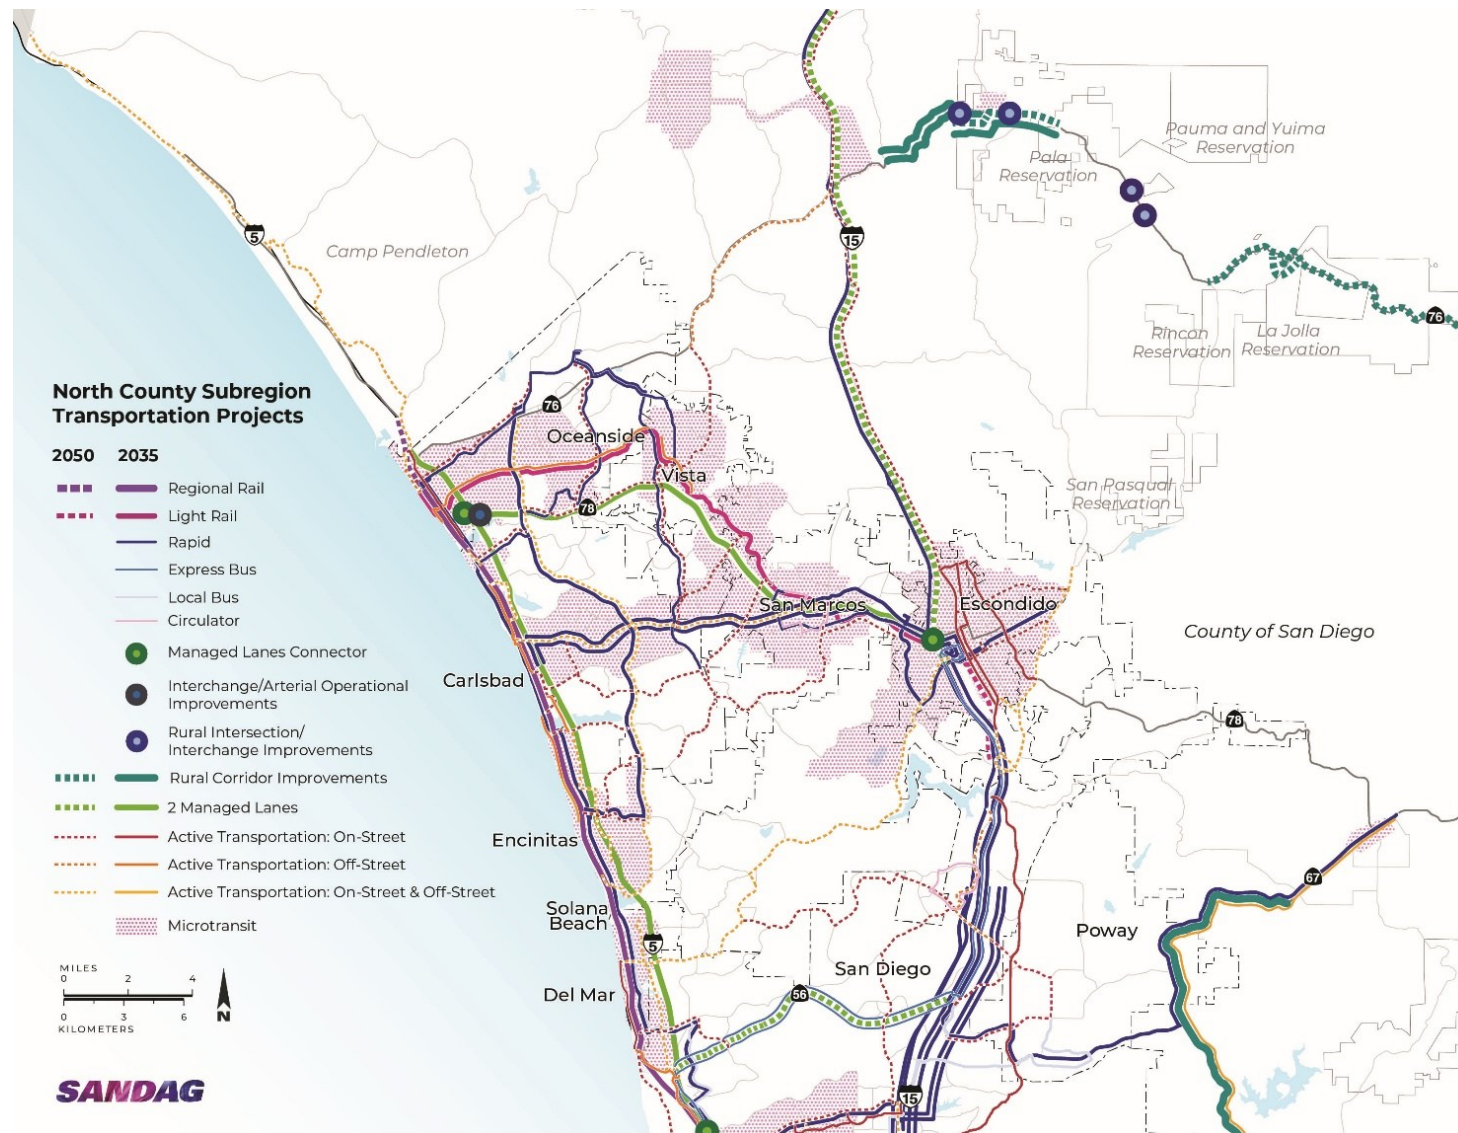 Pauma and Yuima
Reservation
Pala
Reservation
15
5
Camp Pendleton
76
Rincon
Reservation
La Jolla
Reservation
North County Subregion
Transportation Projects
76
Oceanside
2050 2035
Vista
Regional Rail
San Pasqual
Reservation
78
Light Rail
Rapid
Express Bus
Local Bus
San Marcos
Escondido
Circulator
County of San Diego
Managed Lanes Connector
Carlsbad
Interchange/Arterial Operational
Improvements
78
Rural Intersection/
Interchange Improvements
Rural Corridor Improvements
2 Managed Lanes
Active Transportation: On-Street
Encinitas
Active Transportation: Off-Street
67
Active Transportation: On-Street & Off-Street
Solana
Beach
Microtransit
Poway
5
MILES
0 2 4
San Diego
56
Del Mar
0 3 6
KILOMETERS
N
SANDAG
15